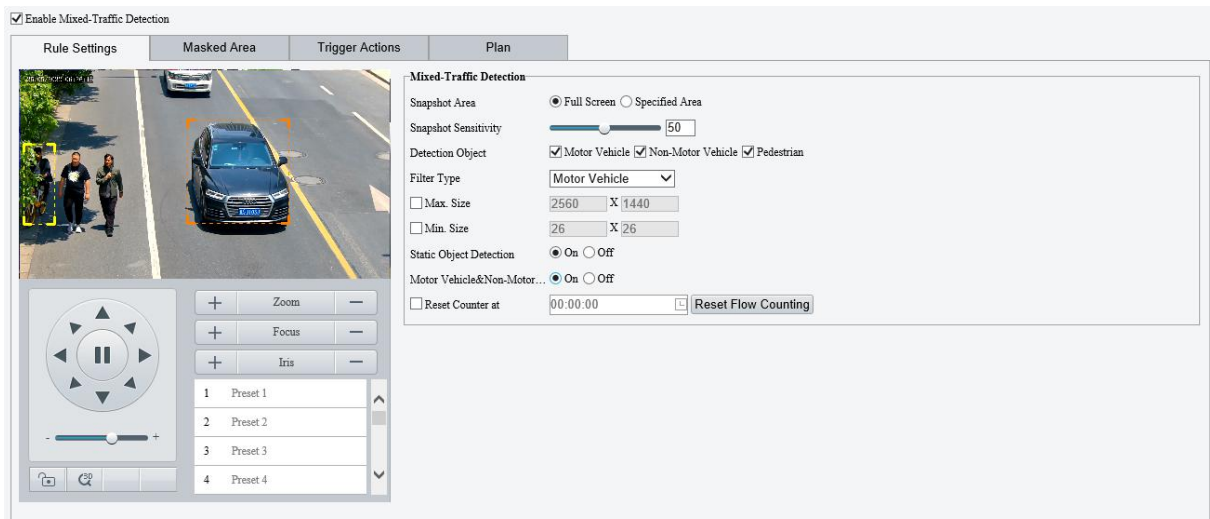 Enable Mixed-Traffic Detection
Rule Settings Masked Area Trigger Actions Plan
Mixed-Traffic Detection
Snapshot Area Full Screen Specified Area
Snapshot Sensitivity 50
Detection Object Motor Vehicle Non-Motor Vehicle Pedestrian
Filter Type Motor Vehicle
Max. Size 2560 X 1440
Min. Size 26 X 26
Static Object Detection On Off
Motor Vehicle&Non-Motor... On Off
Reset Counter at 00:00:00 Reset Flow Counting
+ Zoom −
+ Focus −
+ Iris −
1 Preset 1
2 Preset 2
3 Preset 3
4 Preset 4
- +
3D